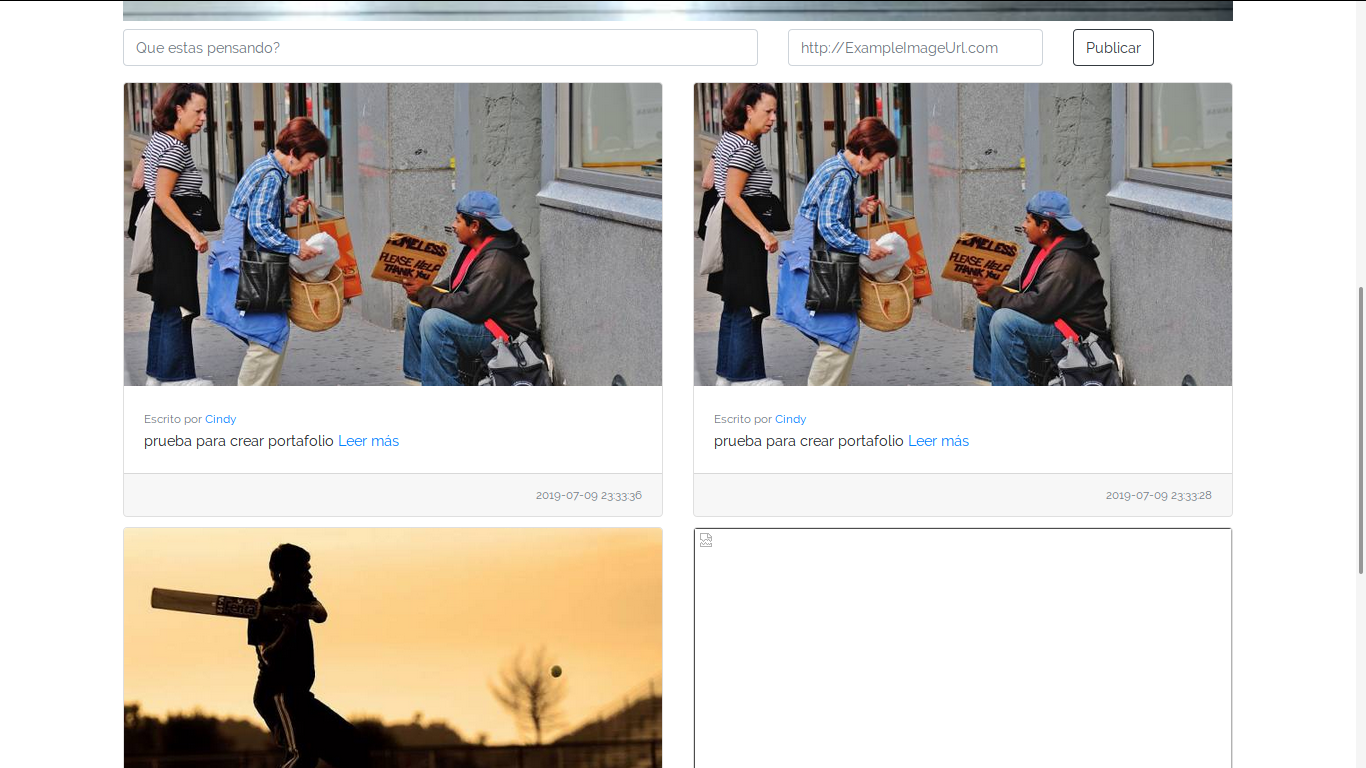 Que estas pensando?
http://ExampleImageUrl.com
Publicar
HOMELESS
PLEASE HELP
THANK YOU
HOMELESS
PLEASE HELP
THANK YOU
Escrito por Cindy
prueba para crear portafolio Leer más
2019-07-09 23:33:36
Escrito por Cindy
prueba para crear portafolio Leer más
2019-07-09 23:33:28